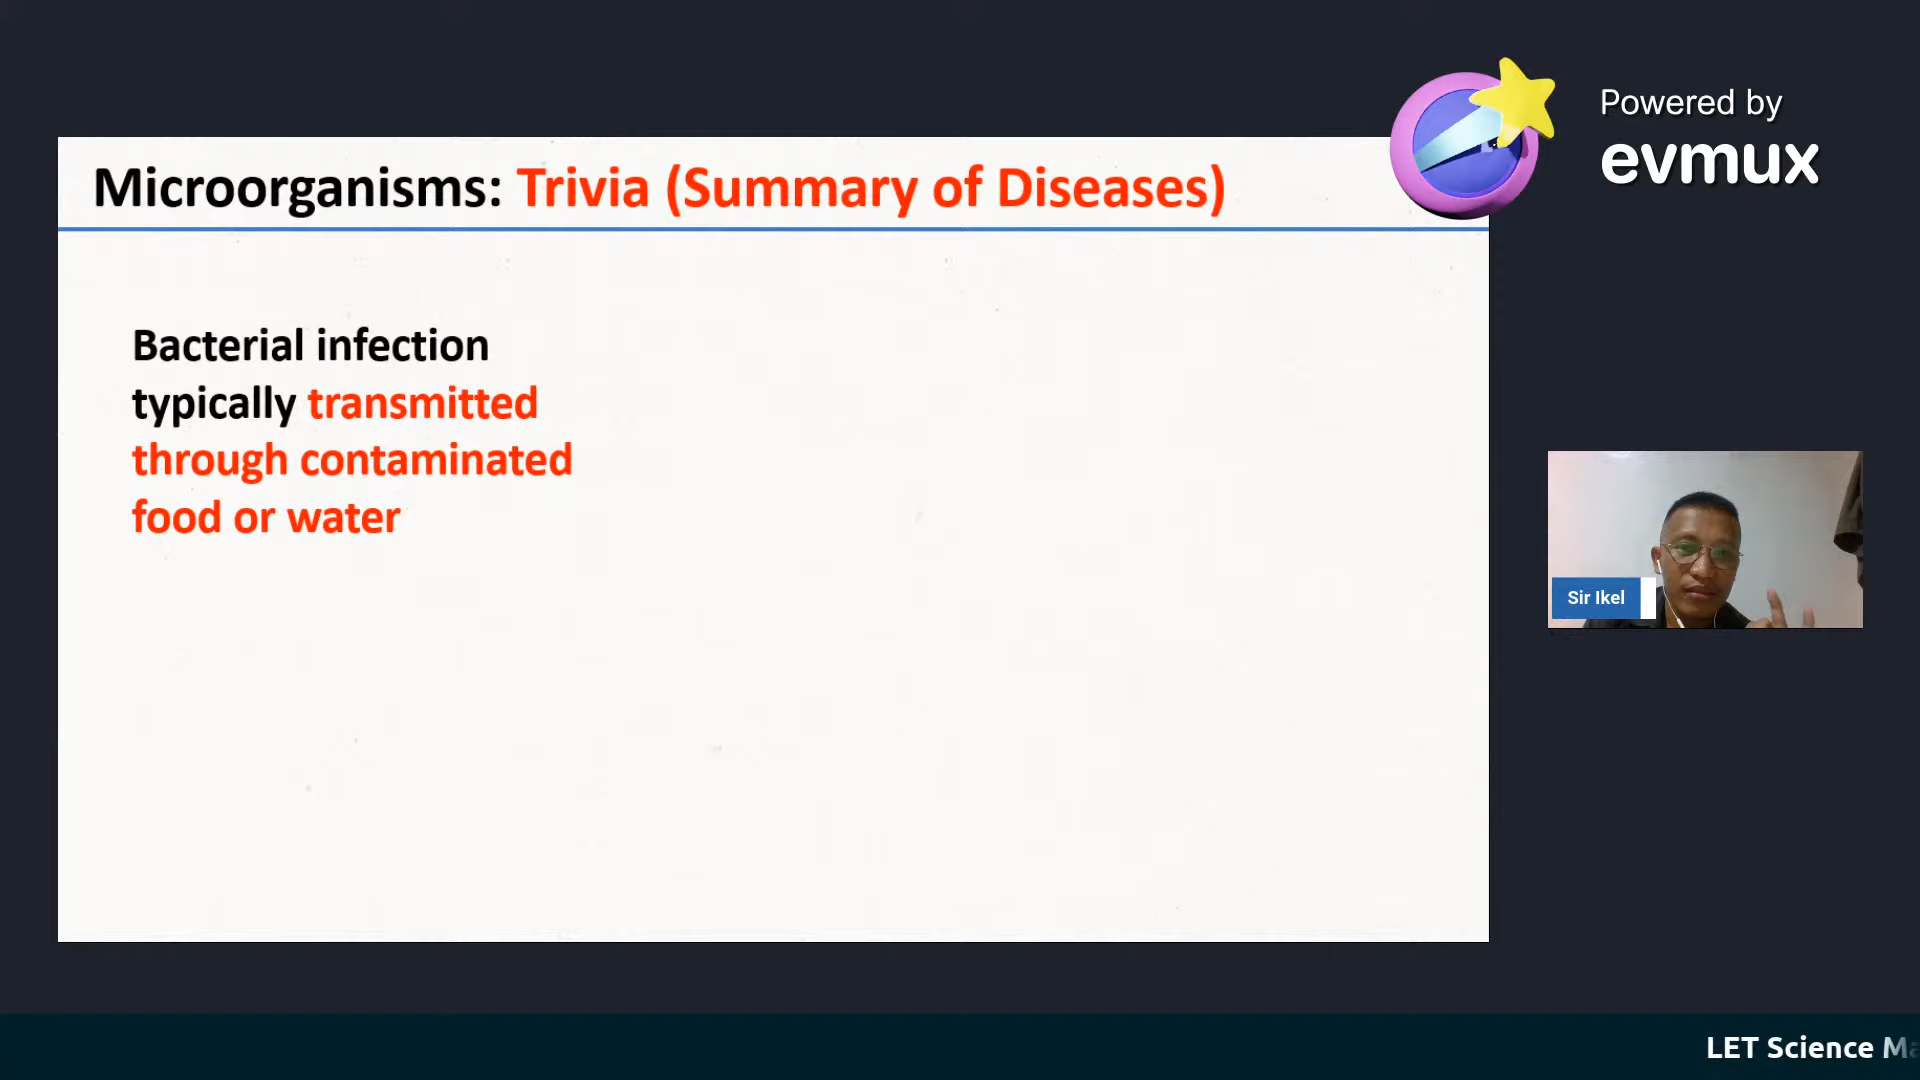 Powered by
evmux
Microorganisms: Trivia (Summary of Diseases)
Bacterial infection
typically transmitted
through contaminated
food or water
Sir Ikel
LET Science